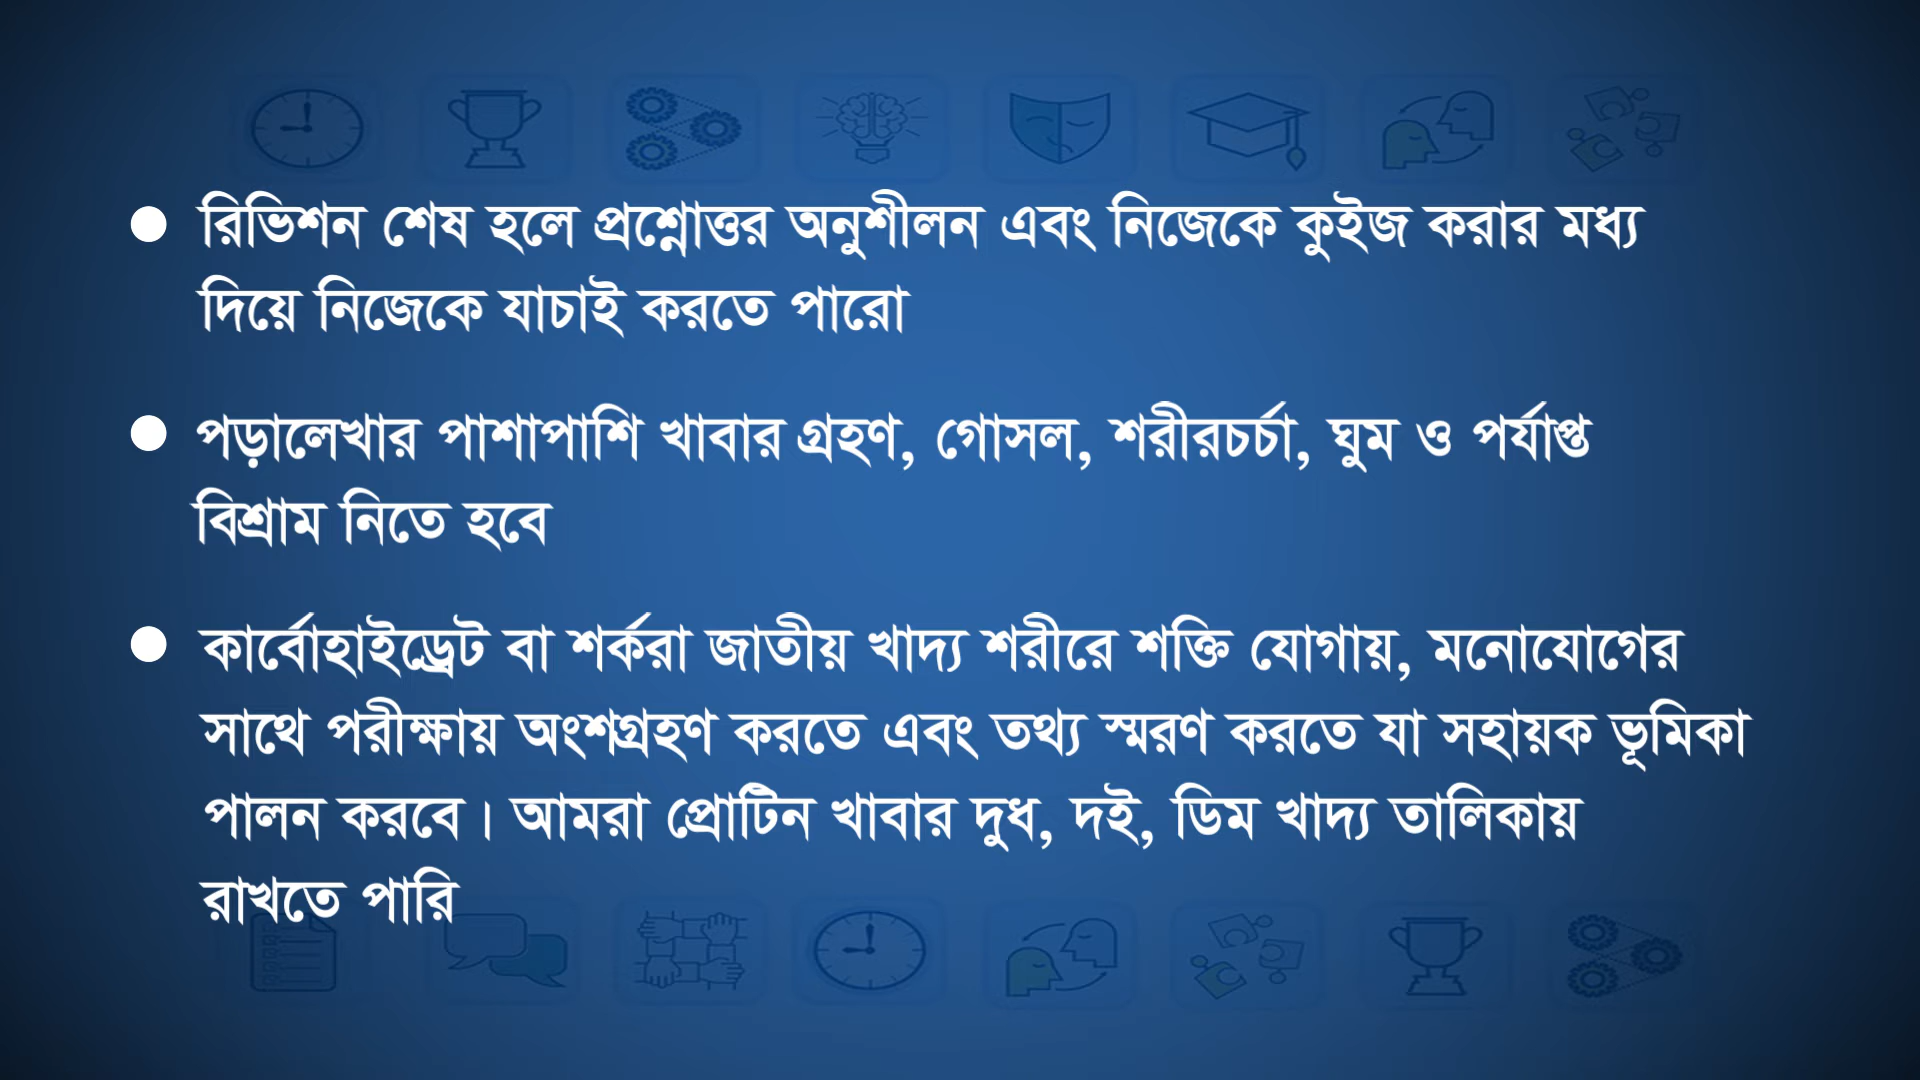 ● রিভিশন শেষ হলে প্রশ্নোত্তর অনুশীলন এবং নিজেকে কুইজ করার মধ্য
দিয়ে নিজেকে যাচাই করতে পারো
● পড়ালেখার পাশাপাশি খাবার গ্রহণ, গোসল, শরীরচর্চা, ঘুম ও পর্যাপ্ত
বিশ্রাম নিতে হবে
● কার্বোহাইড্রেট বা শর্করা জাতীয় খাদ্য শরীরে শক্তি যোগায়, মনোযোগের
সাথে পরীক্ষায় অংশগ্রহণ করতে এবং তথ্য স্মরণ করতে যা সহায়ক ভূমিকা
পালন করবে। আমরা প্রোটিন খাবার দুধ, দই, ডিম খাদ্য তালিকায়
রাখতে পারি